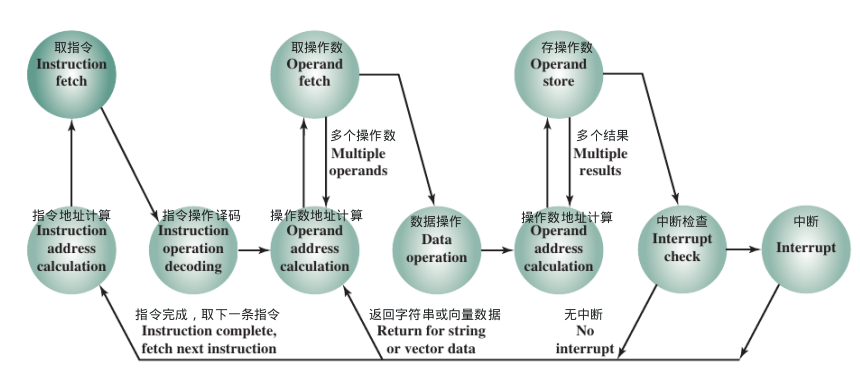 取指令
Instruction
fetch
取操作数
Operand
fetch
存操作数
Operand
store
多个操作数
Multiple
operands
多个结果
Multiple
results
指令地址计算
Instruction
address
calculation
指令操作译码
Instruction
operation
decoding
操作数地址计算
Operand
address
calculation
数据操作
Data
operation
操作数地址计算
Operand
address
calculation
中断检查
Interrupt
check
中断
Interrupt
指令完成，取下一条指令
Instruction complete,
fetch next instruction
返回字符串或向量数据
Return for string
or vector data
无中断
No
interrupt